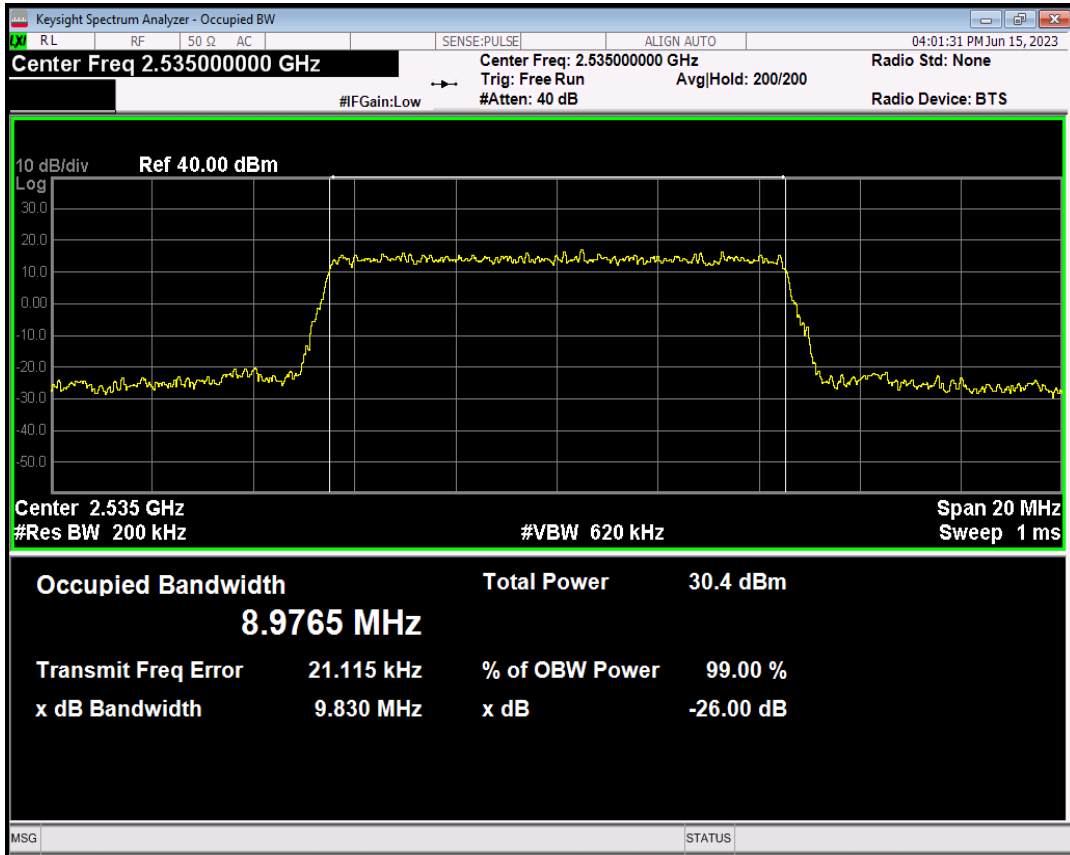 Keysight Spectrum Analyzer - Occupied BW
LXI RL RF 50 Ω AC SENSE:PULSE ALIGN AUTO 04:01:31 PM Jun 15, 2023
Center Freq 2.535000000 GHz Center Freq: 2.535000000 GHz Radio Std: None
Trig: Free Run Avg|Hold: 200/200
#IFGain:Low #Atten: 40 dB Radio Device: BTS
10 dB/div Ref 40.00 dBm
Log
30.0
20.0
10.0
0.00
-10.0
-20.0
-30.0
-40.0
-50.0
Center 2.535 GHz Span 20 MHz
#Res BW 200 kHz #VBW 620 kHz Sweep 1 ms
Occupied Bandwidth Total Power 30.4 dBm
8.9765 MHz
Transmit Freq Error 21.115 kHz % of OBW Power 99.00 %
x dB Bandwidth 9.830 MHz x dB -26.00 dB
MSG STATUS